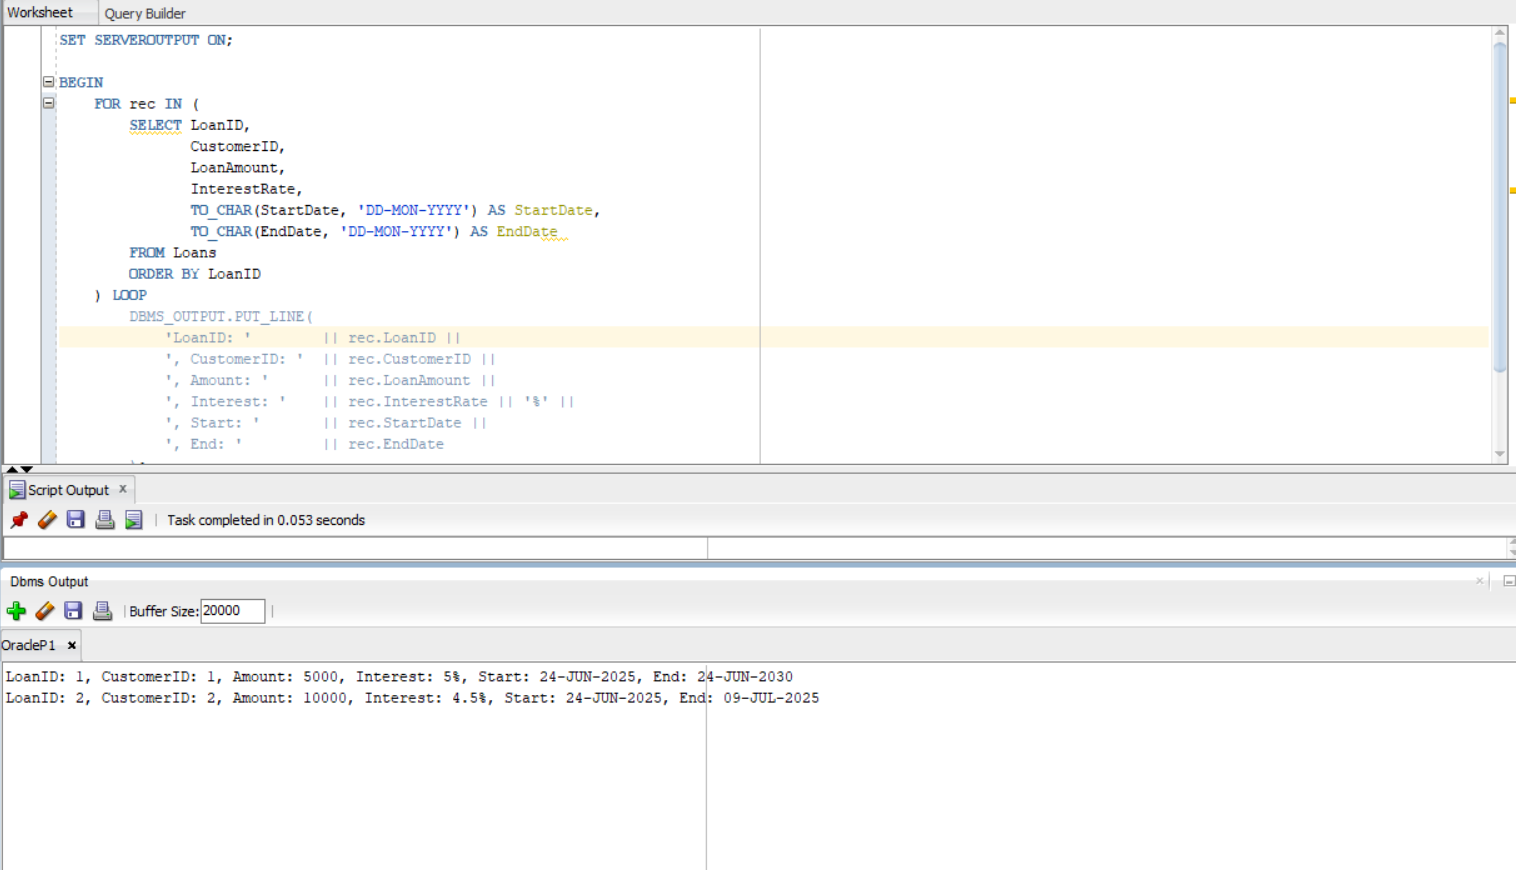 Worksheet Query Builder
SET SERVEROUTPUT ON;
BEGIN
FOR rec IN (
SELECT LoanID,
CustomerID,
LoanAmount,
InterestRate,
TO_CHAR(StartDate, 'DD-MON-YYYY') AS StartDate,
TO_CHAR(EndDate, 'DD-MON-YYYY') AS EndDate
FROM Loans
ORDER BY LoanID
) LOOP
DBMS_OUTPUT.PUT_LINE(
'LoanID: ' || rec.LoanID ||
', CustomerID: ' || rec.CustomerID ||
', Amount: ' || rec.LoanAmount ||
', Interest: ' || rec.InterestRate || '%' ||
', Start: ' || rec.StartDate ||
', End: ' || rec.EndDate
Script Output x
Task completed in 0.053 seconds
Dbms Output
Buffer Size: 20000
OracleP1 x
LoanID: 1, CustomerID: 1, Amount: 5000, Interest: 5%, Start: 24-JUN-2025, End: 24-JUN-2030
LoanID: 2, CustomerID: 2, Amount: 10000, Interest: 4.5%, Start: 24-JUN-2025, End: 09-JUL-2025